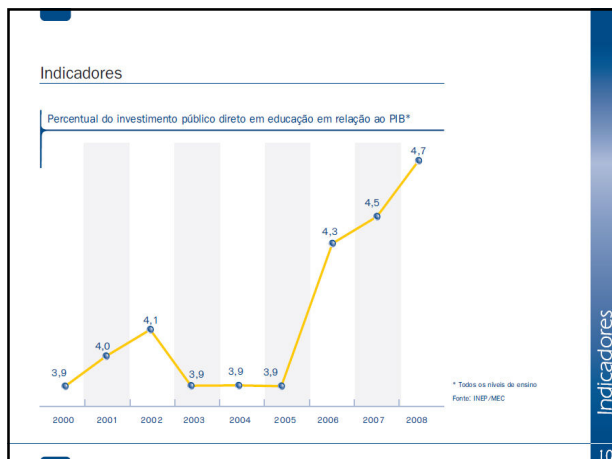 Indicadores
Percentual do investimento público direto em educação em relação ao PIB*
4,7
4,5
4,3
4,1
4,0
3,9
3,9
3,9
3,9
* Todos os níveis de ensino
Fonte: INEP/MEC
2000 2001 2002 2003 2004 2005 2006 2007 2008
Indicadores